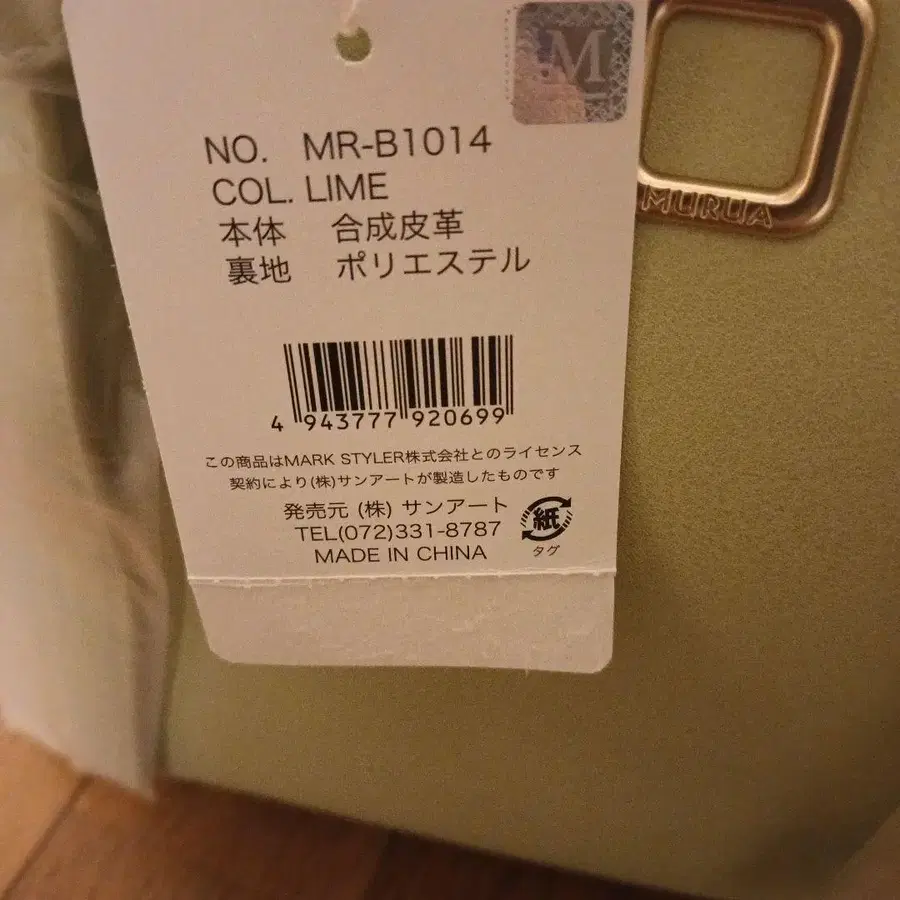 M
MURUA
NO. MR-B1014
COL. LIME
本体 合成皮革
裏地 ポリエステル
4 943777 920699
この商品はMARK STYLER株式会社とのライセンス
契約により(株)サンアートが製造したものです
発売元 (株) サンアート
TEL(072)331-8787
MADE IN CHINA
紙
タグ